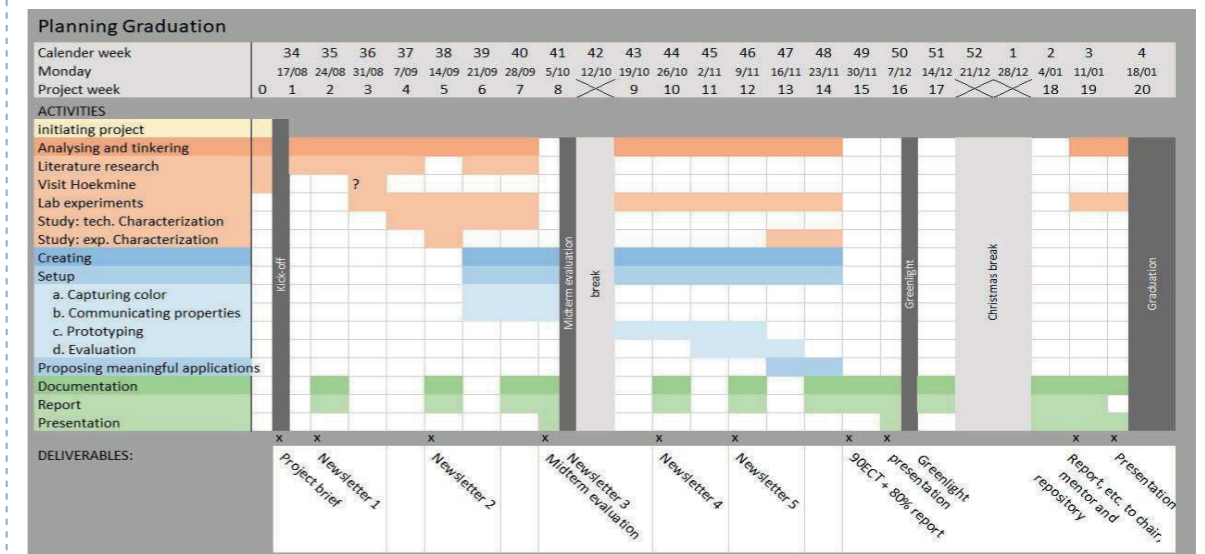 Planning Graduation
Calender week 34 35 36 37 38 39 40 41 42 43 44 45 46 47 48 49 50 51 52 1 2 3 4
Monday 17/08 24/08 31/08 7/09 14/09 21/09 28/09 5/10 12/10 19/10 26/10 2/11 9/11 16/11 23/11 30/11 7/12 14/12 21/12 28/12 4/01 11/01 18/01
Project week 0 1 2 3 4 5 6 7 8 9 10 11 12 13 14 15 16 17 18 19 20
ACTIVITIES
initiating project
Analysing and tinkering
Literature research
Visit Hoekmine ?
Lab experiments
Study: tech. Characterization
Study: exp. Characterization
Creating
Setup
a. Capturing color
b. Communicating properties
c. Prototyping
d. Evaluation
Proposing meaningful applications
Documentation
Report
Presentation
Kick-off
Midterm evaluation
break
Greenlight
Christmas break
Graduation
x x x x x x x x x x
DELIVERABLES:
Project brief
Newsletter 1
Newsletter 2
Newsletter 3
Midterm evaluation
Newsletter 4
Newsletter 5
90ECT + 80% report
Greenlight
presentation
Report, etc. to chair,
mentor and
repository
Presentation